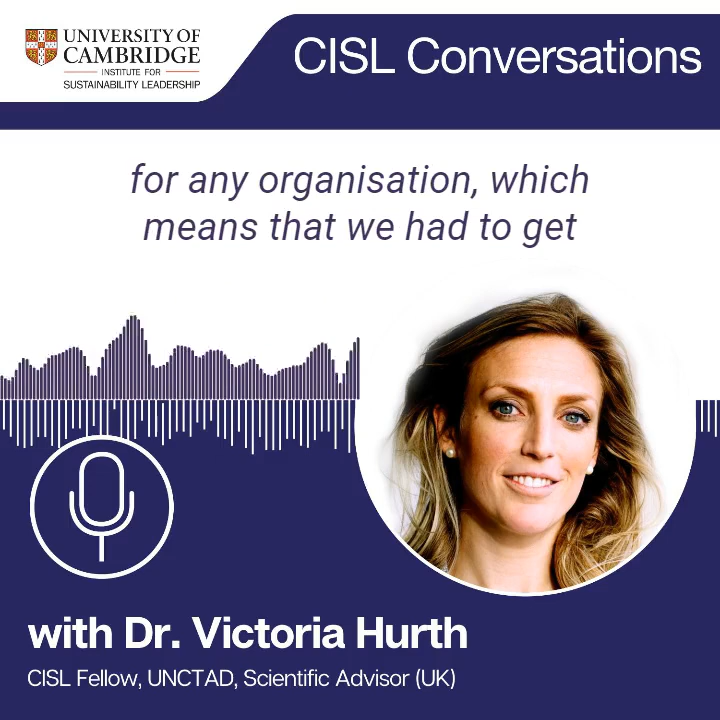 UNIVERSITY OF
CAMBRIDGE
INSTITUTE FOR
SUSTAINABILITY LEADERSHIP
CISL Conversations
for any organisation, which
means that we had to get
with Dr. Victoria Hurth
CISL Fellow, UNCTAD, Scientific Advisor (UK)